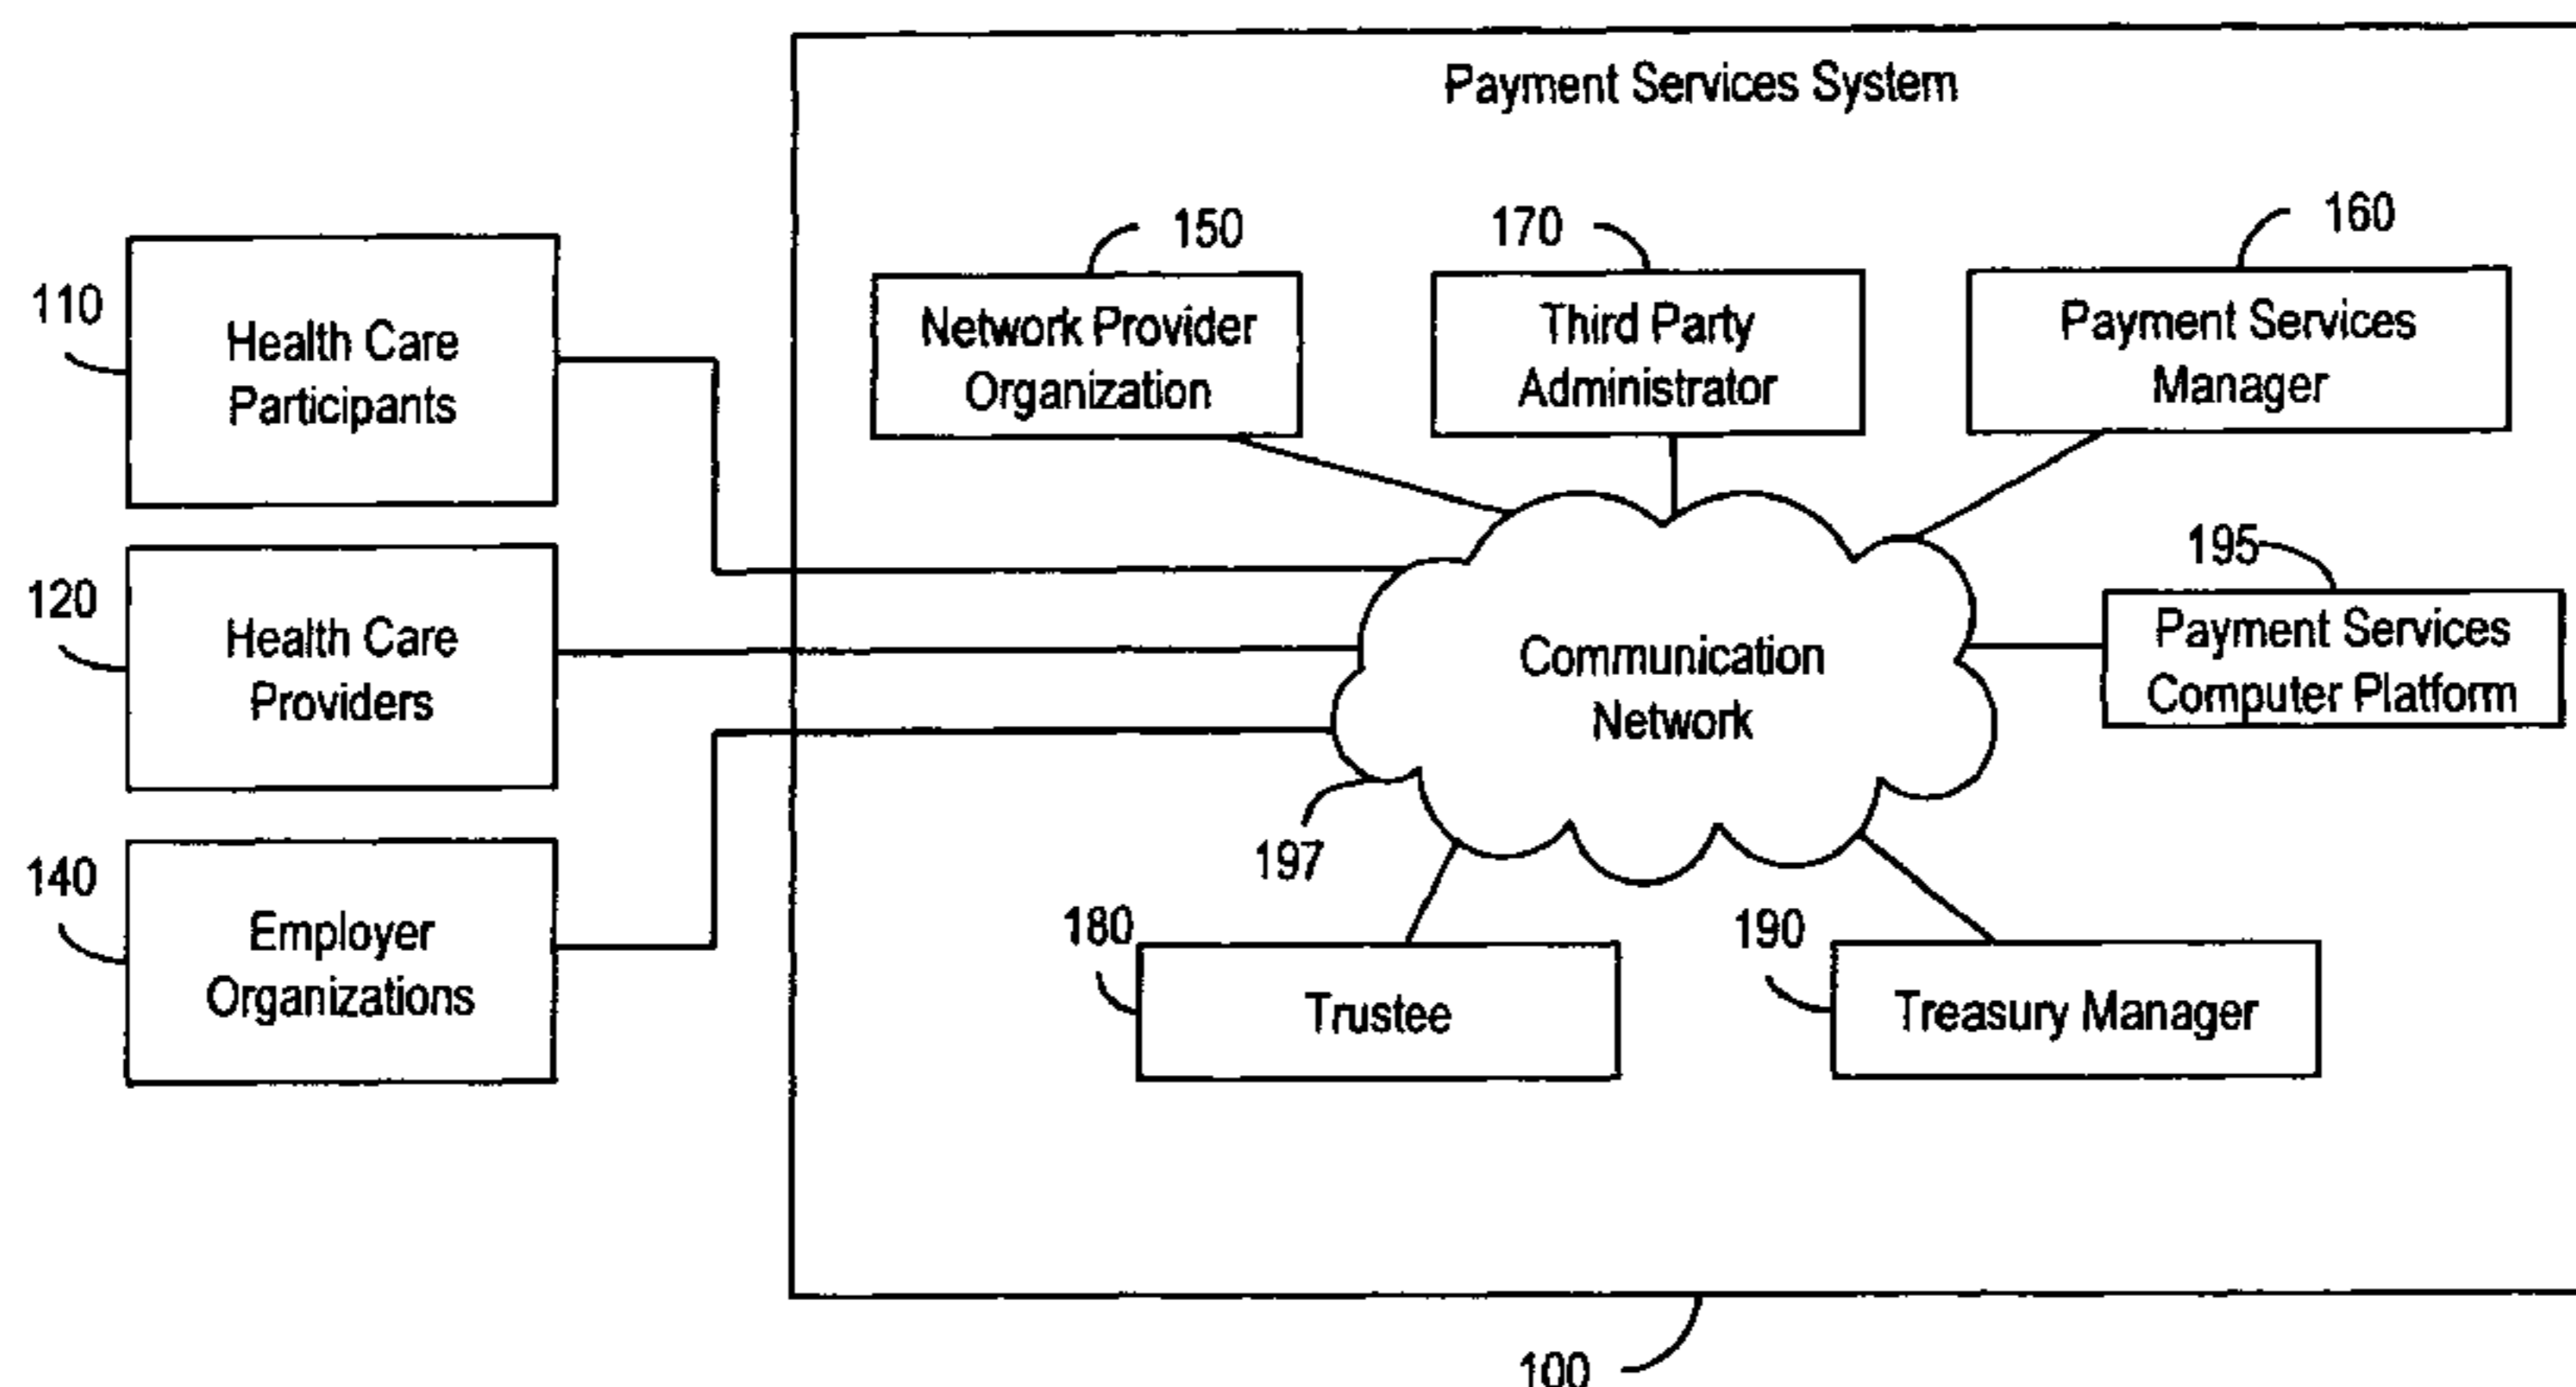 Payment Services System
150
170
160
110
Health Care
Participants
Network Provider
Organization
Third Party
Administrator
Payment Services
Manager
120
Health Care
Providers
195
Payment Services
Computer Platform
Communication
Network
197
140
Employer
Organizations
180
Trustee
190
Treasury Manager
100